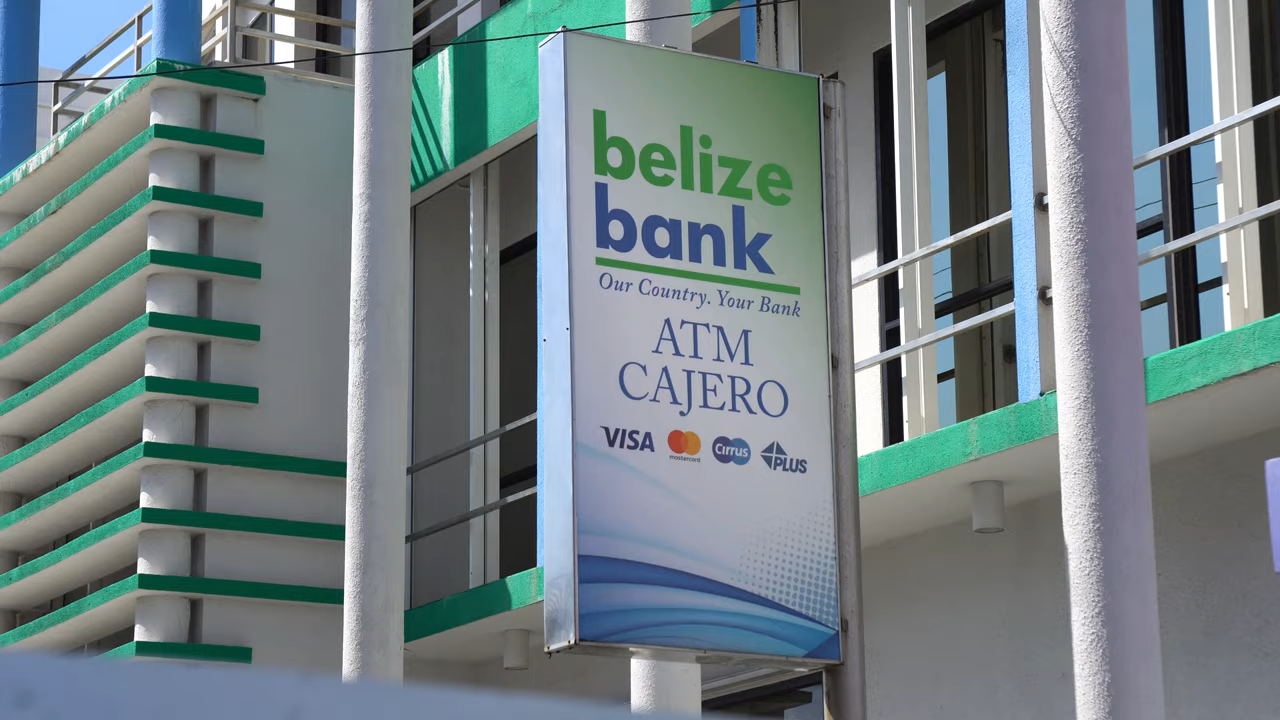 belize
bank
Our Country. Your Bank
ATM
CAJERO
VISA mastercard Cirrus PLUS